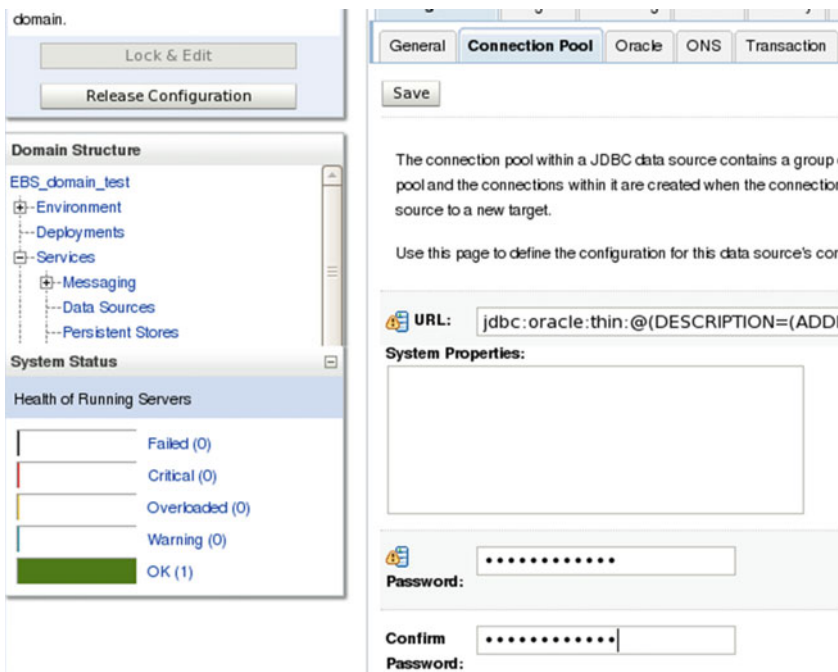 domain.
Lock & Edit
Release Configuration
Domain Structure
EBS_domain_test
Environment
Deployments
Services
Messaging
Data Sources
Persistent Stores
System Status
Health of Running Servers
Failed (0)
Critical (0)
Overloaded (0)
Warning (0)
OK (1)
General Connection Pool Oracle ONS Transaction
Save
The connection pool within a JDBC data source contains a group
pool and the connections within it are created when the connection
source to a new target.
Use this page to define the configuration for this data source's
URL: jdbc:oracle:thin:@(DESCRIPTION=(ADD
System Properties:
Password: ••••••••••••
Confirm ••••••••••••
Password: